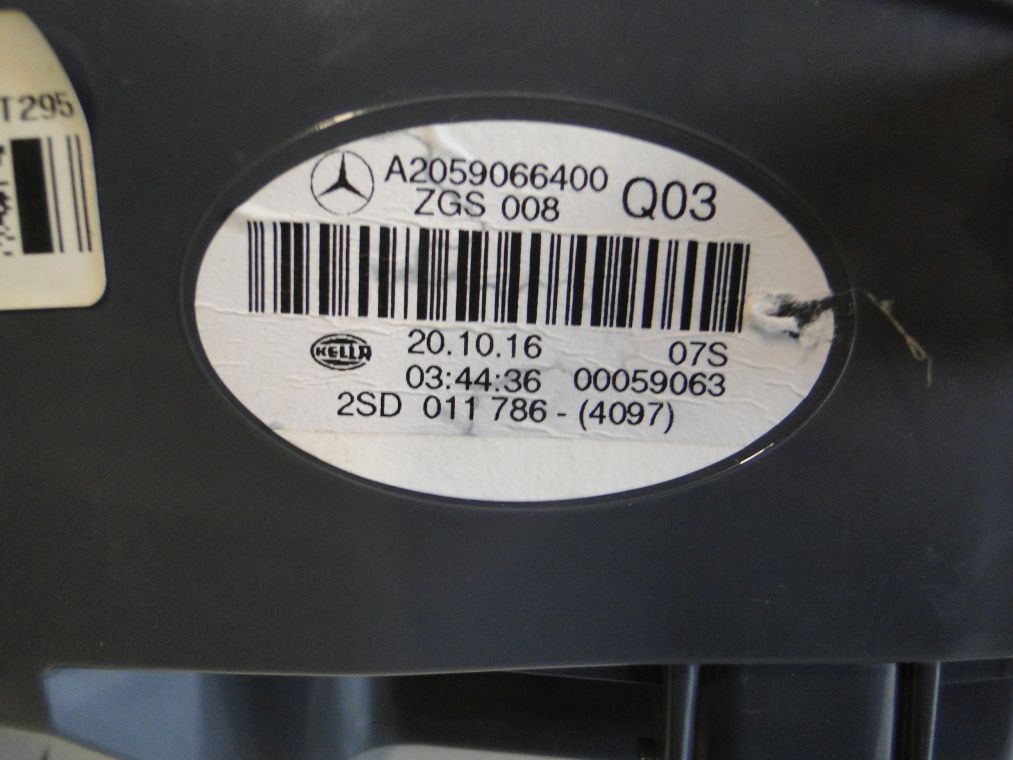 T295
A2059066400
ZGS 008 Q03
HELLA 20.10.16 07S
03:44:36 00059063
2SD 011 786 - (4097)